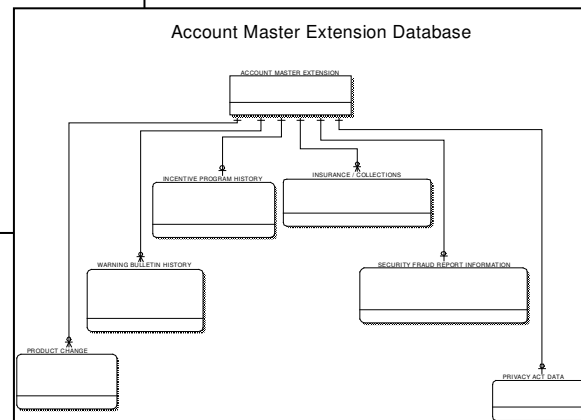 Account Master Extension Database
ACCOUNT MASTER EXTENSION
INCENTIVE PROGRAM HISTORY
INSURANCE / COLLECTIONS
WARNING BULLETIN HISTORY
SECURITY FRAUD REPORT INFORMATION
PRODUCT CHANGE
PRIVACY ACT DATA